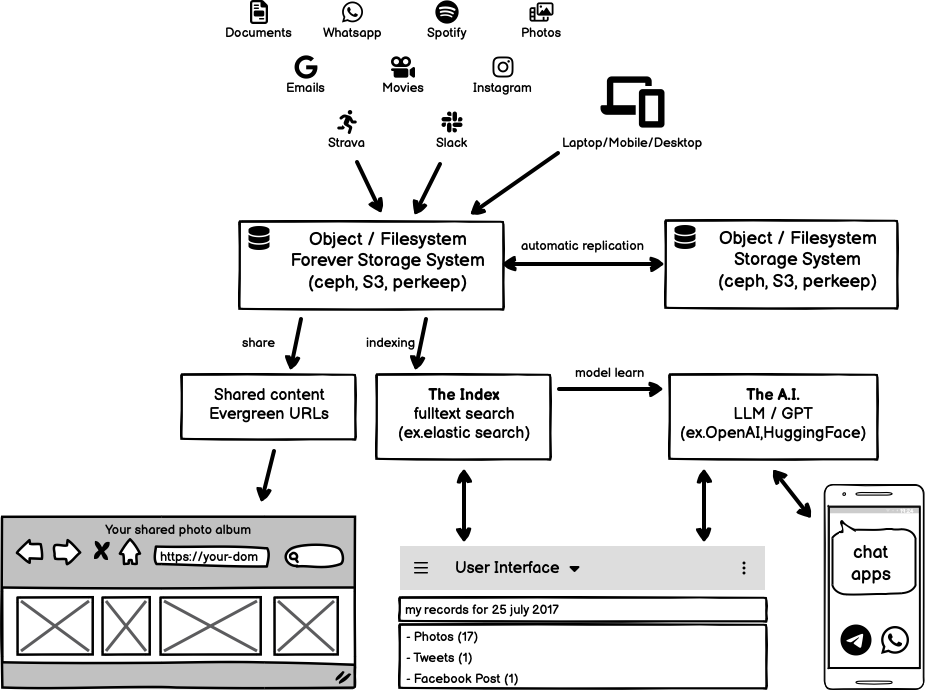 Documents
Whatsapp
Spotify
Photos
Emails
Movies
Instagram
Strava
Slack
Laptop/Mobile/Desktop
Object / Filesystem
Forever Storage System
(ceph, S3, perkeep)
automatic replication
Object / Filesystem
Storage System
(ceph, S3, perkeep)
share
indexing
Shared content
Evergreen URLs
The Index
fulltext search
(ex.elastic search)
model learn
The A.I.
LLM / GPT
(ex.OpenAI,HuggingFace)
Your shared photo album
https://your-dom
User Interface
my records for 25 july 2017
- Photos (17)
- Tweets (1)
- Facebook Post (1)
chat
apps